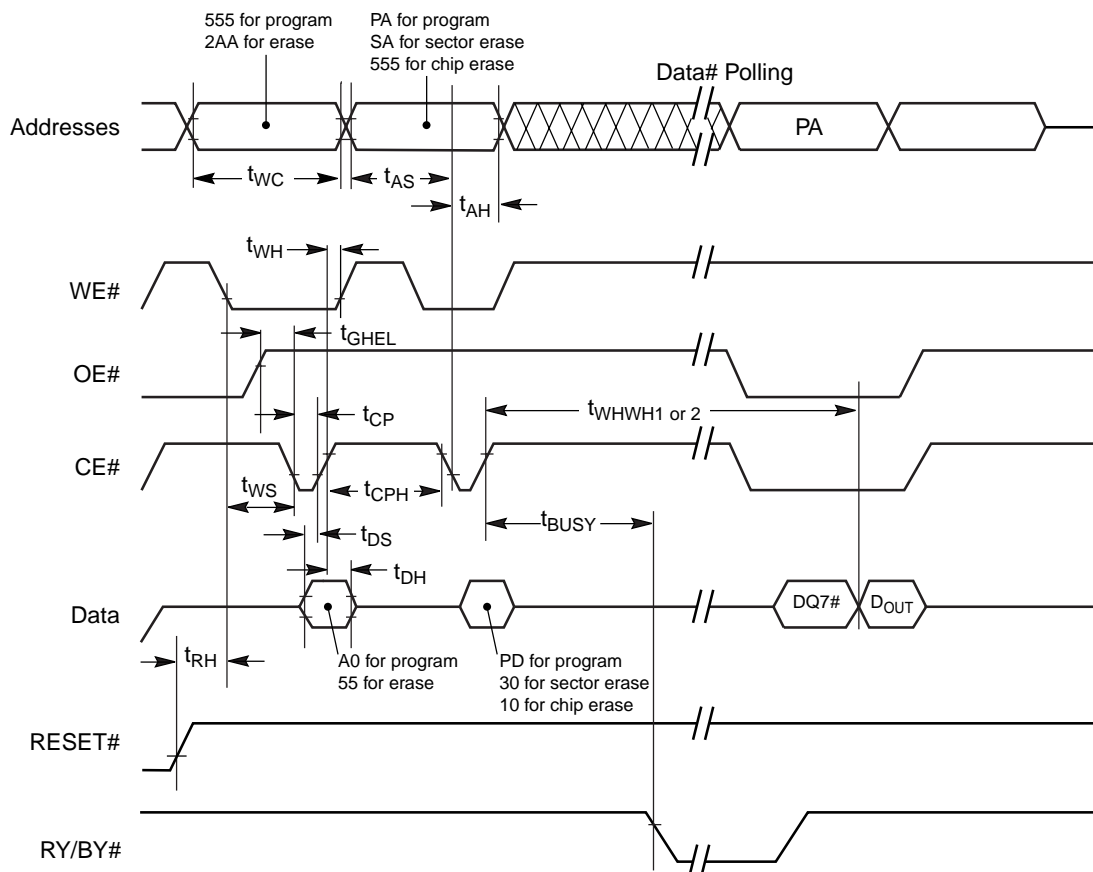 555 for program
2AA for erase
PA for program
SA for sector erase
555 for chip erase
Data# Polling
Addresses
PA
tWC
tAS
tAH
tWH
WE#
tGHEL
OE#
tWHWH1 or 2
tCP
CE#
tWS
tCPH
tBUSY
tDS
tDH
Data
DQ7#
DOUT
tRH
A0 for program
55 for erase
PD for program
30 for sector erase
10 for chip erase
RESET#
RY/BY#